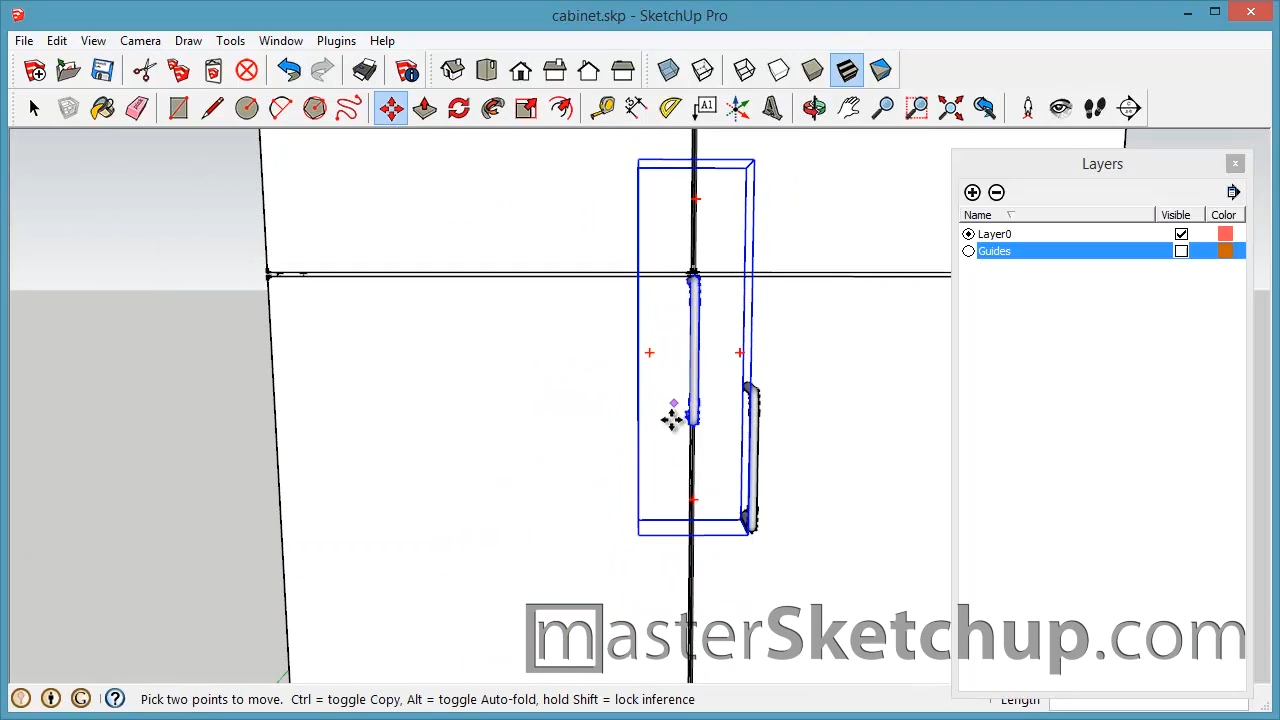 cabinet.skp - SketchUp Pro
File Edit View Camera Draw Tools Window Plugins Help
A1
Layers
Name Visible Color
Layer0
Guides
masterSketchup.com
Pick two points to move. Ctrl = toggle Copy, Alt = toggle Auto-fold, hold Shift = lock inference
Length